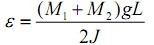 ε = (M₁ + M₂)gL / 2J